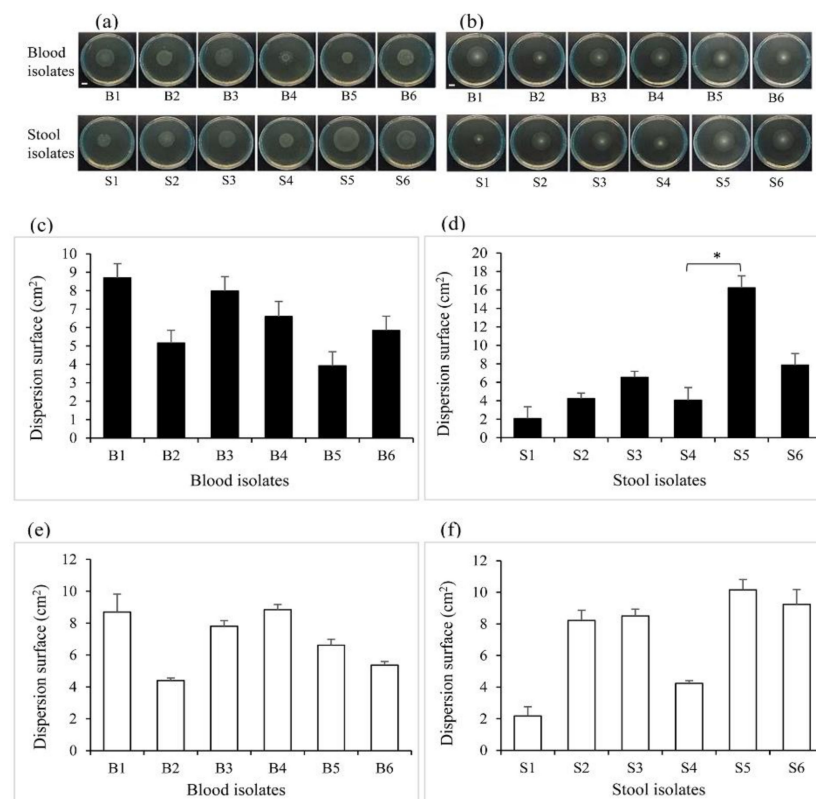 (a)
(b)
Blood
isolates
B1 B2 B3 B4 B5 B6
B1 B2 B3 B4 B5 B6
Stool
isolates
S1 S2 S3 S4 S5 S6
S1 S2 S3 S4 S5 S6
(c)
Dispersion surface (cm²)
10
9
8
7
6
5
4
3
2
1
0
B1 B2 B3 B4 B5 B6
Blood isolates
(d)
Dispersion surface (cm²)
20
18
16
14
12
10
8
6
4
2
0
*
S1 S2 S3 S4 S5 S6
Stool isolates
(e)
Dispersion surface (cm²)
12
10
8
6
4
2
0
B1 B2 B3 B4 B5 B6
Blood isolates
(f)
Dispersion surface (cm²)
12
10
8
6
4
2
0
S1 S2 S3 S4 S5 S6
Stool isolates